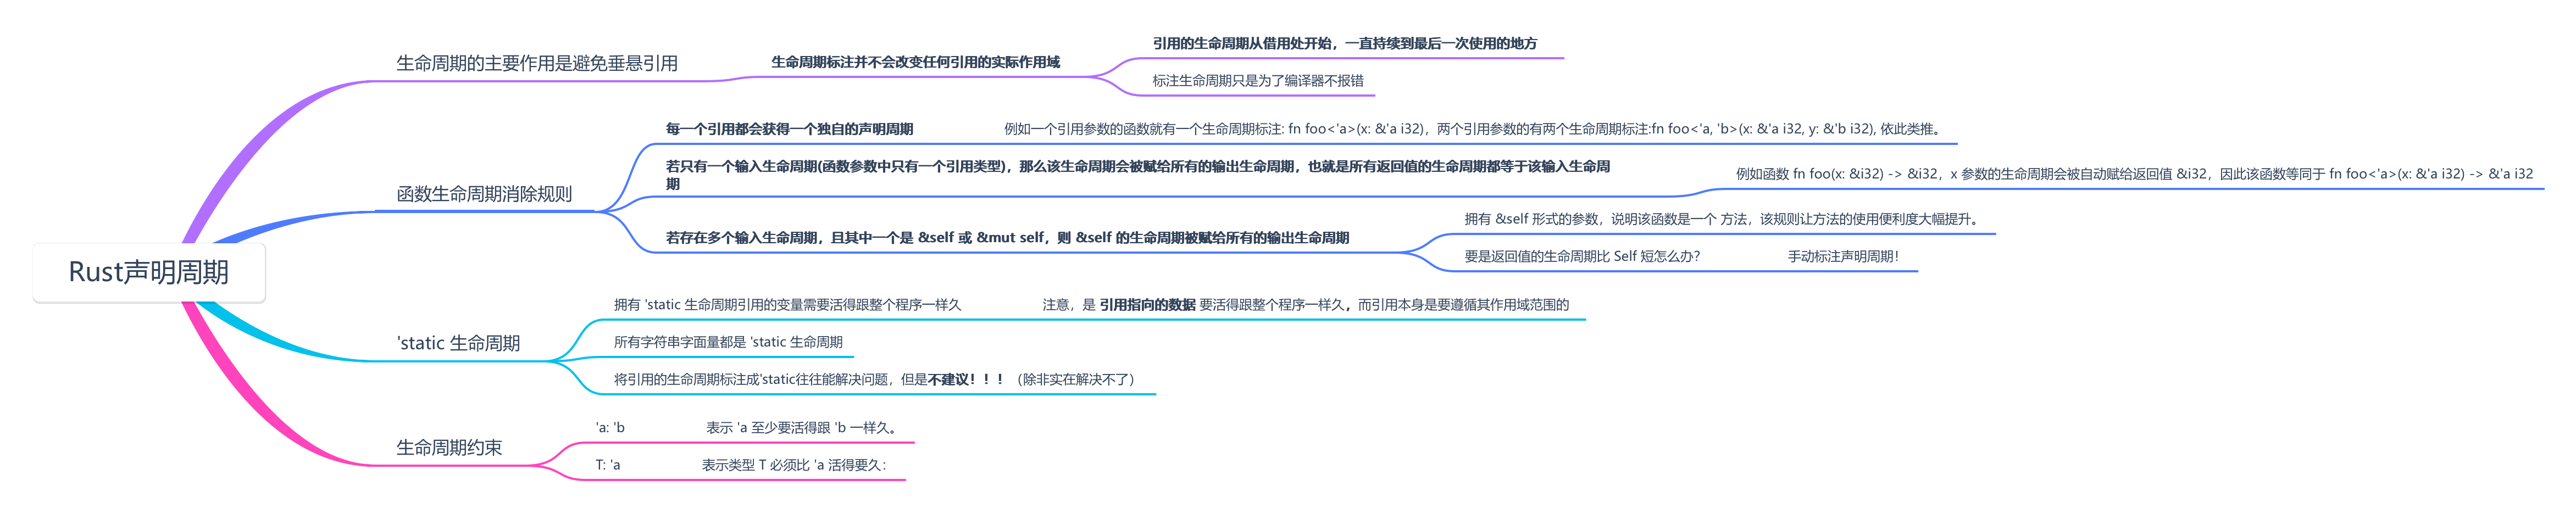 Rust声明周期
生命周期的主要作用是避免垂悬引用
生命周期标注并不会改变任何引用的实际作用域
引用的生命周期从借用处开始，一直持续到最后一次使用的地方
标注生命周期只是为了编译器不报错
函数生命周期消除规则
每一个引用都会获得一个独自的声明周期
例如一个引用参数的函数就有一个生命周期标注: fn foo<'a>(x: &'a i32)，两个引用参数的有两个生命周期标注:fn foo<'a, 'b>(x: &'a i32, y: &'b i32), 依此类推。
若只有一个输入生命周期(函数参数中只有一个引用类型)，那么该生命周期会被赋给所有的输出生命周期，也就是所有返回值的生命周期都等于该输入生命周
期
例如函数 fn foo(x: &i32) -> &i32，x 参数的生命周期会被自动赋给返回值 &i32，因此该函数等同于 fn foo<'a>(x: &'a i32) -> &'a i32
若存在多个输入生命周期，且其中一个是 &self 或 &mut self，则 &self 的生命周期被赋给所有的输出生命周期
拥有 &self 形式的参数，说明该函数是一个 方法，该规则让方法的使用便利度大幅提升。
要是返回值的生命周期比 Self 短怎么办？
手动标注声明周期！
'static 生命周期
拥有 'static 生命周期引用的变量需要活得跟整个程序一样久
注意，是 引用指向的数据 要活得跟整个程序一样久，而引用本身是要遵循其作用域范围的
所有字符串字面量都是 'static 生命周期
将引用的生命周期标注成'static往往能解决问题，但是不建议！！！（除非实在解决不了）
生命周期约束
'a: 'b
表示 'a 至少要活得跟 'b 一样久。
T: 'a
表示类型 T 必须比 'a 活得要久：